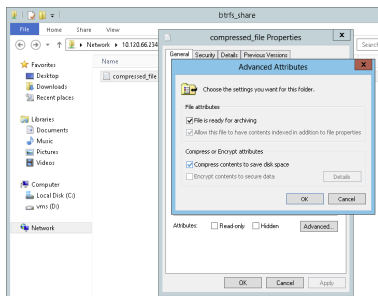 btrfs_share
File
Home
Share
View
Network
10.120.66.234
Search
Favorites
Desktop
Downloads
Recent places
Libraries
Documents
Music
Pictures
Videos
Computer
Local Disk (C:)
vms (D:)
Network
Name
compressed_file
compressed_file Properties
General
Security
Details
Previous Versions
Advanced Attributes
Choose the settings you want for this folder.
File attributes
File is ready for archiving
Allow this file to have contents indexed in addition to file properties
Compress or Encrypt attributes
Compress contents to save disk space
Encrypt contents to secure data
Details
OK
Cancel
Attributes:
Read-only
Hidden
Advanced...
OK
Cancel
Apply